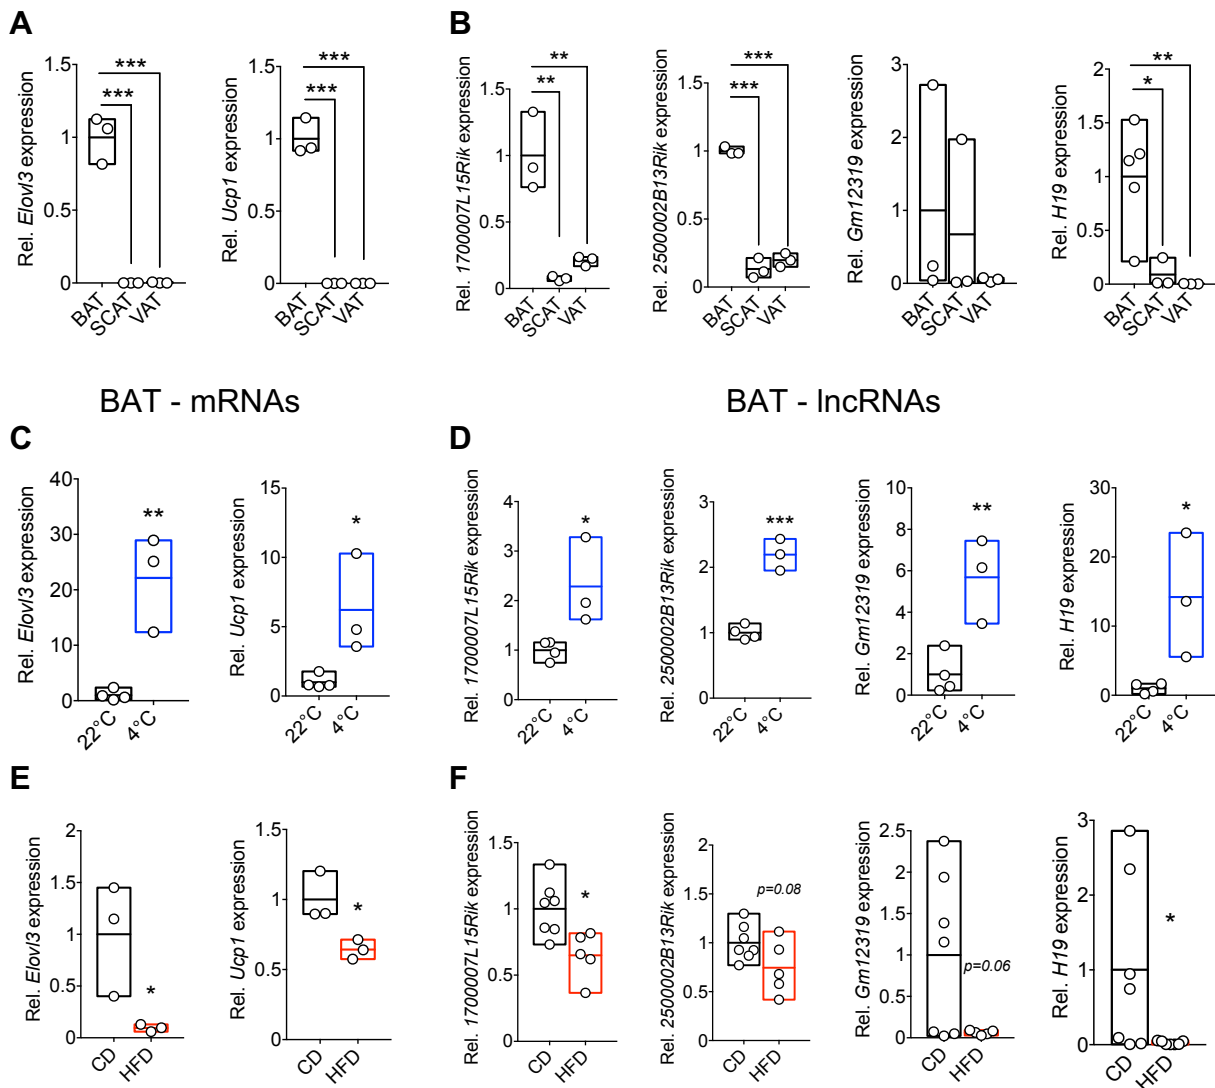 A
Rel. Elovl3 expression
1.5
1
0.5
0
***
***
BAT
SCAT
VAT
Rel. Ucp1 expression
1.5
1
0.5
0
***
***
BAT
SCAT
VAT
B
Rel. 1700007L15Rik expression
1.5
1
0.5
0
**
**
BAT
SCAT
VAT
Rel. 2500002B13Rik expression
1.5
1
0.5
0
***
***
BAT
SCAT
VAT
Rel. Gm12319 expression
3
2
1
0
BAT
SCAT
VAT
Rel. H19 expression
2
1.5
1
0.5
0
**
*
BAT
SCAT
VAT
BAT - mRNAs
BAT - lncRNAs
C
Rel. Elovl3 expression
40
30
20
10
0
**
22°C
4°C
Rel. Ucp1 expression
15
10
5
0
*
22°C
4°C
D
Rel. 1700007L15Rik expression
4
3
2
1
0
*
22°C
4°C
Rel. 2500002B13Rik expression
3
2
1
0
***
22°C
4°C
Rel. Gm12319 expression
10
8
6
4
2
0
**
22°C
4°C
Rel. H19 expression
30
20
10
0
*
22°C
4°C
E
Rel. Elovl3 expression
2
1.5
1
0.5
0
*
CD
HFD
Rel. Ucp1 expression
1.5
1
0.5
0
*
CD
HFD
F
Rel. 1700007L15Rik expression
1.5
1
0.5
0
*
CD
HFD
Rel. 2500002B13Rik expression
2
1.5
1
0.5
0
p=0.08
CD
HFD
Rel. Gm12319 expression
2.5
2
1.5
1
0.5
0
p=0.06
CD
HFD
Rel. H19 expression
3
2
1
0
*
CD
HFD